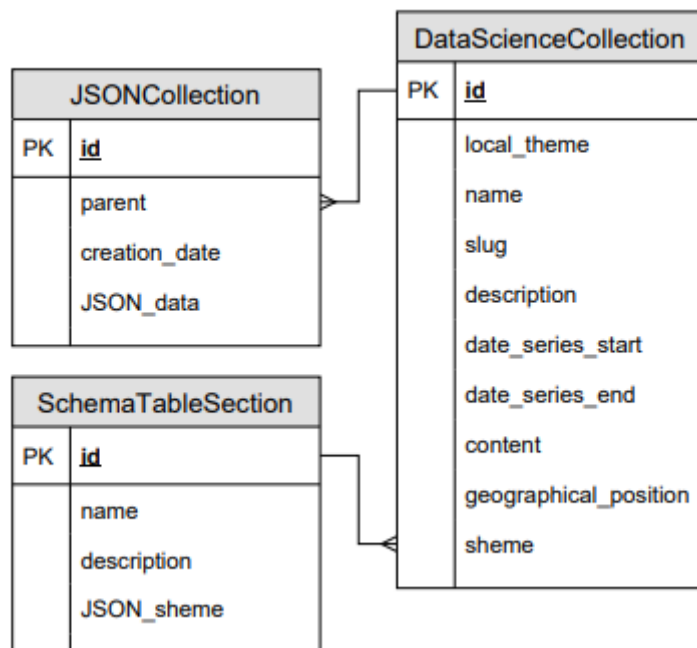 JSONCollection
PK id
parent
creation_date
JSON_data
SchemaTableSection
PK id
name
description
JSON_sheme
DataScienceCollection
PK id
local_theme
name
slug
description
date_series_start
date_series_end
content
geographical_position
sheme